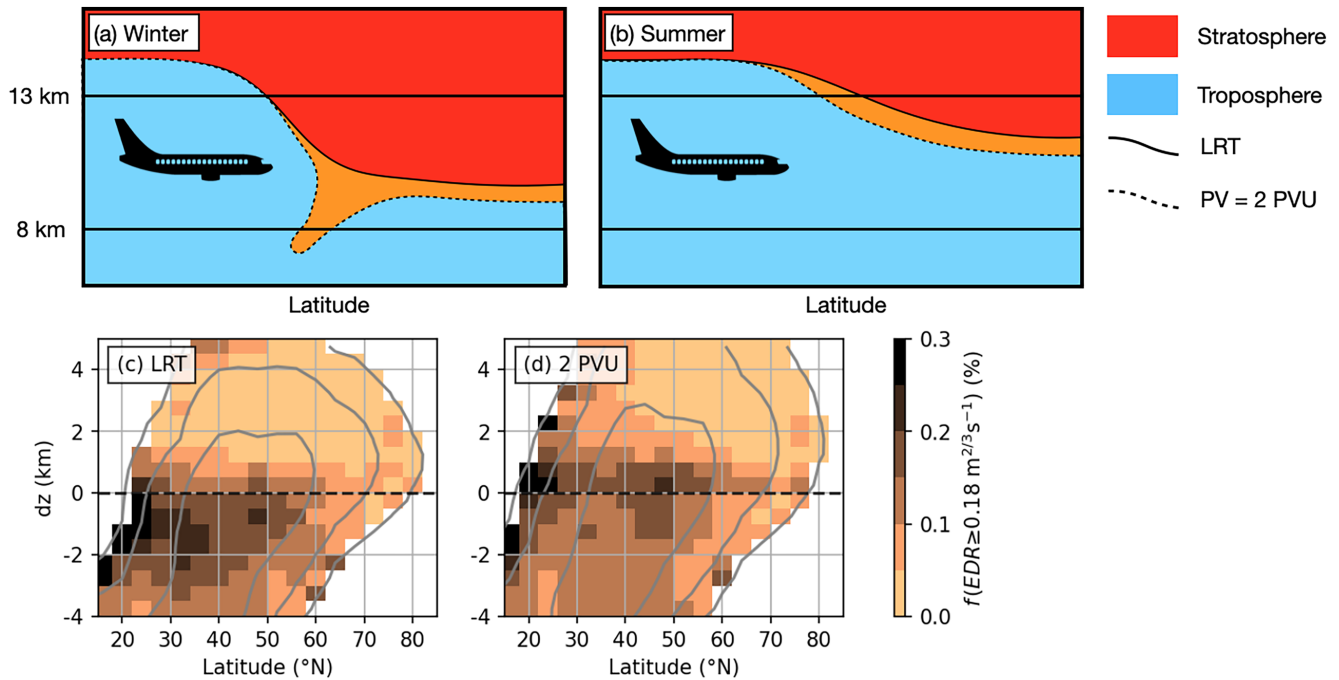 (a) Winter
(b) Summer
Stratosphere
Troposphere
LRT
PV = 2 PVU
13 km
8 km
Latitude
Latitude
(c) LRT
(d) 2 PVU
dz (km)
4
2
0
-2
-4
4
2
0
-2
-4
20 30 40 50 60 70 80
20 30 40 50 60 70 80
Latitude (°N)
Latitude (°N)
0.3
0.2
0.1
0.0
f(EDR≥0.18 m²ᐟ³s⁻¹) (%)